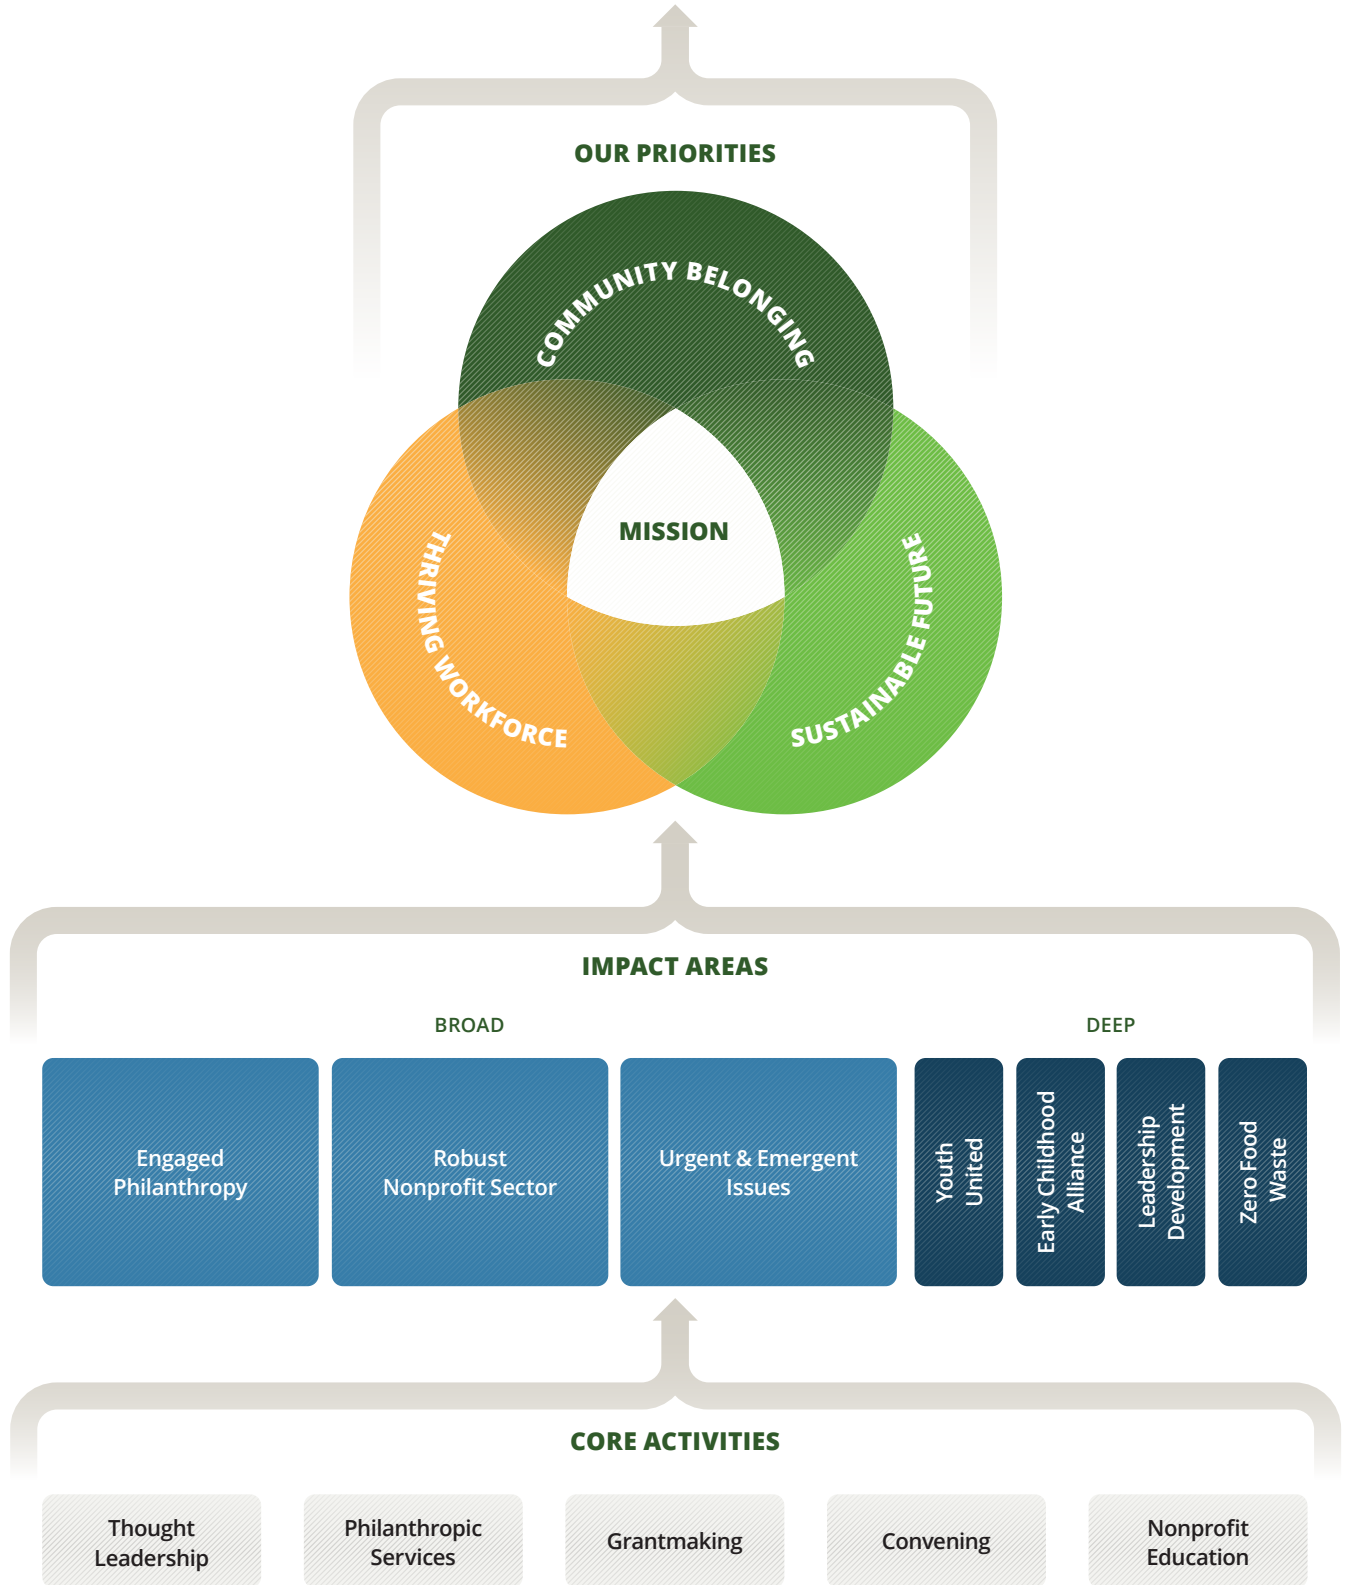 OUR PRIORITIES
COMMUNITY BELONGING
MISSION
THRIVING WORKFORCE
SUSTAINABLE FUTURE
IMPACT AREAS
BROAD
DEEP
Engaged
Philanthropy
Robust
Nonprofit Sector
Urgent & Emergent
Issues
Youth
United
Early Childhood
Alliance
Leadership
Development
Zero Food
Waste
CORE ACTIVITIES
Thought
Leadership
Philanthropic
Services
Grantmaking
Convening
Nonprofit
Education